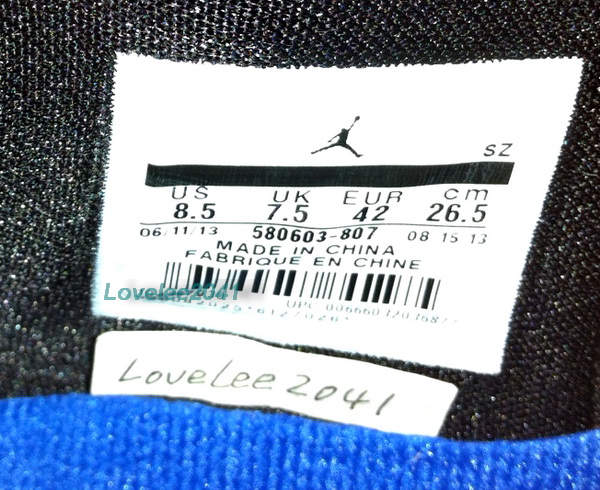 SZ
US UK EUR cm
8.5 7.5 42 26.5
06/11/13 580603-807 08 15 13
MADE IN CHINA
FABRIQUE EN CHINE
Lovelee2041
LoveLee2041